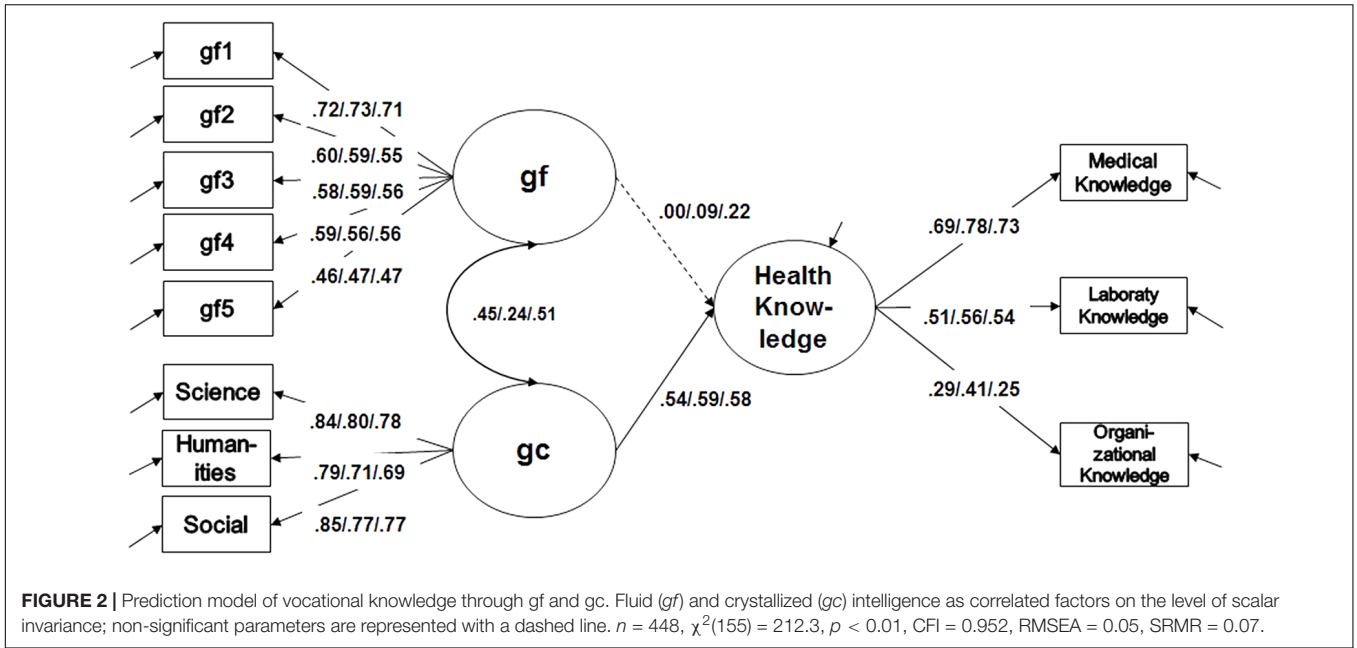 gf1
.72/.73/.71
gf2
.60/.59/.55
gf3
.58/.59/.56
gf4
.59/.56/.56
.46/.47/.47
gf5
gf
.00/.09/.22
.45/.24/.51
Health
Know-
ledge
.54/.59/.58
Science
.84/.80/.78
Human-
ities
.79/.71/.69
Social
.85/.77/.77
gc
Medical
Knowledge
.69/.78/.73
Laboraty
Knowledge
.51/.56/.54
.29/.41/.25
Organi-
zational
Knowledge
FIGURE 2 | Prediction model of vocational knowledge through gf and gc. Fluid (gf) and crystallized (gc) intelligence as correlated factors on the level of scalar
invariance; non-significant parameters are represented with a dashed line. n = 448, χ²(155) = 212.3, p < 0.01, CFI = 0.952, RMSEA = 0.05, SRMR = 0.07.